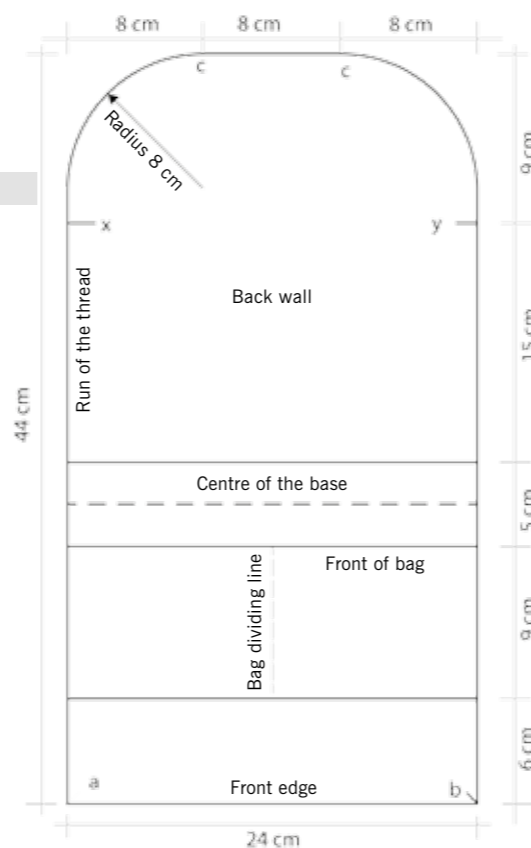 8 cm
8 cm
8 cm
c
c
Radius 8 cm
9 cm
x
y
Run of the thread
Back wall
15 cm
44 cm
Centre of the base
5 cm
Front of bag
Bag dividing line
9 cm
6 cm
a
Front edge
b
24 cm